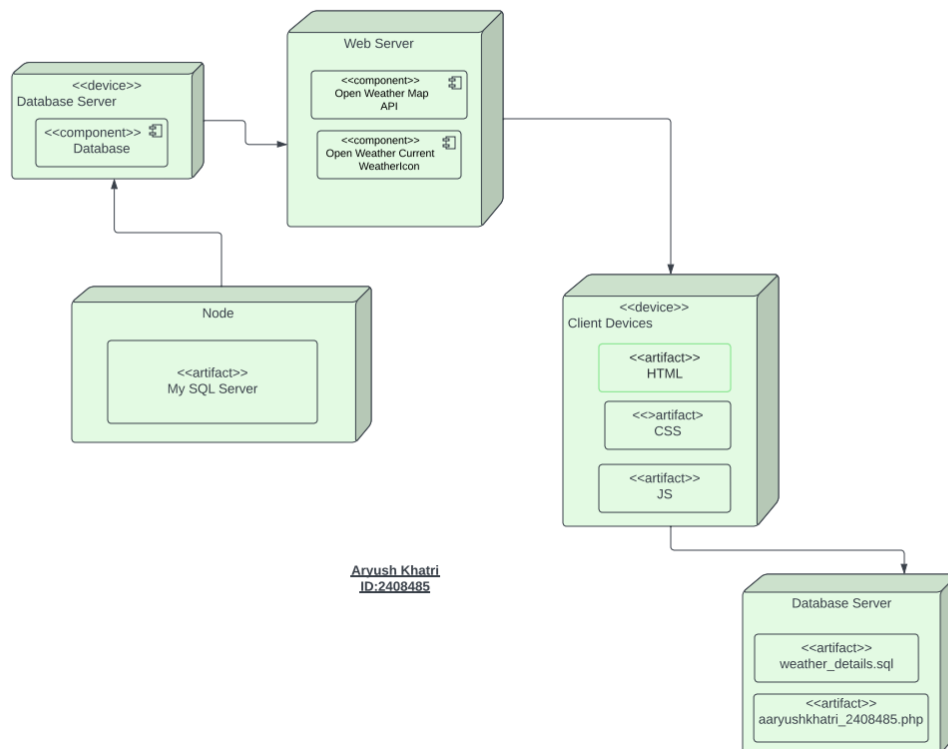 Web Server
<<component>>
Open Weather Map
API
<<component>>
Open Weather Current
WeatherIcon
<<device>>
Database Server
<<component>>
Database
Node
<<artifact>>
My SQL Server
<<device>>
Client Devices
<<artifact>>
HTML
<<>artifact>
CSS
<<artifact>>
JS
Aryush Khatri
ID:2408485
Database Server
<<artifact>>
weather_details.sql
<<artifact>>
aaryushkhatri_2408485.php